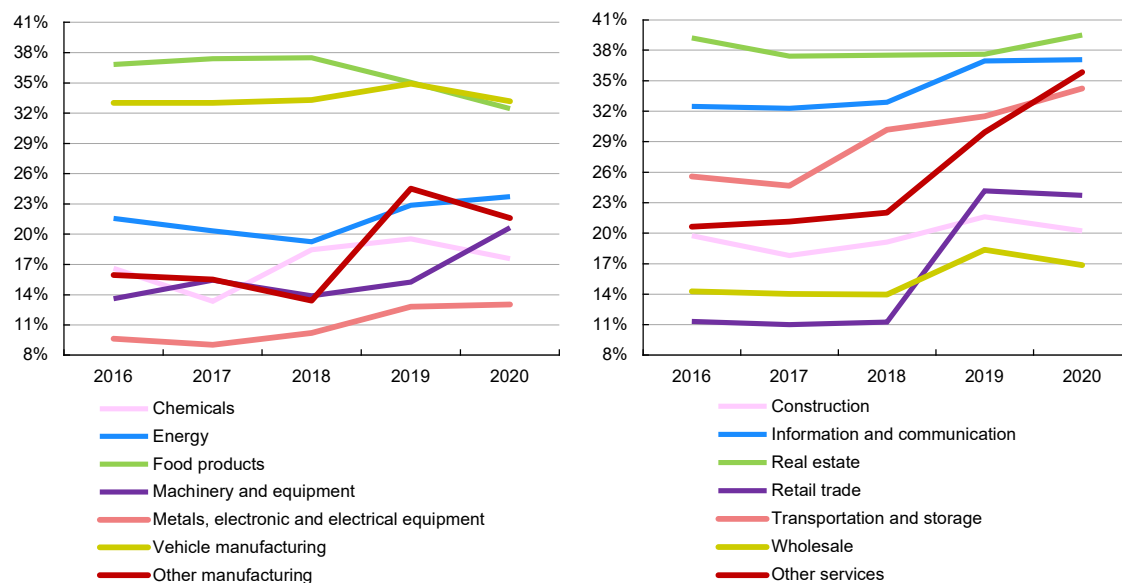 41%
38%
35%
32%
29%
26%
23%
20%
17%
14%
11%
8%
2016 2017 2018 2019 2020
Chemicals
Energy
Food products
Machinery and equipment
Metals, electronic and electrical equipment
Vehicle manufacturing
Other manufacturing
41%
38%
35%
32%
29%
26%
23%
20%
17%
14%
11%
8%
2016 2017 2018 2019 2020
Construction
Information and communication
Real estate
Retail trade
Transportation and storage
Wholesale
Other services